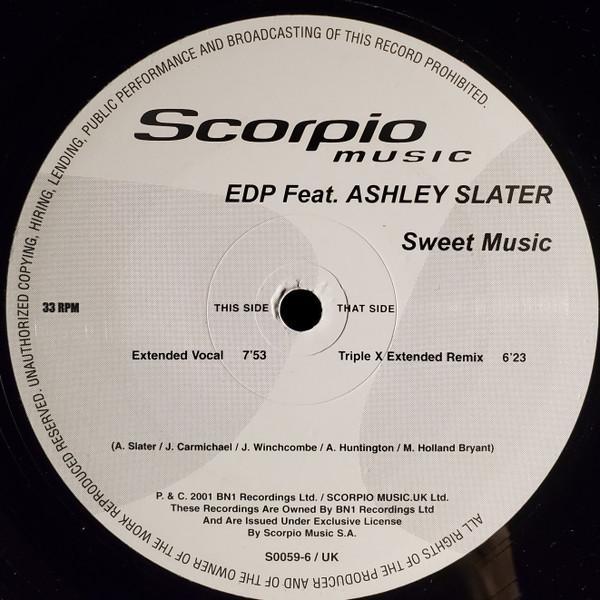 ALL RIGHTS OF THE PRODUCER AND OF THE OWNER OF THE WORK REPRODUCED RESERVED. UNAUTHORIZED COPYING, HIRING, LENDING, PUBLIC PERFORMANCE AND BROADCASTING OF THIS RECORD PROHIBITED.
Scorpio
MUSIC
EDP Feat. ASHLEY SLATER
Sweet Music
33 RPM
THIS SIDE THAT SIDE
Extended Vocal 7'53 Triple X Extended Remix 6'23
(A. Slater / J. Carmichael / J. Winchcombe / A. Huntington / M. Holland Bryant)
P. & C. 2001 BN1 Recordings Ltd. / SCORPIO MUSIC.UK Ltd.
These Recordings Are Owned By BN1 Recordings Ltd
And Are Issued Under Exclusive License
By Scorpio Music S.A.
S0059-6 / UK